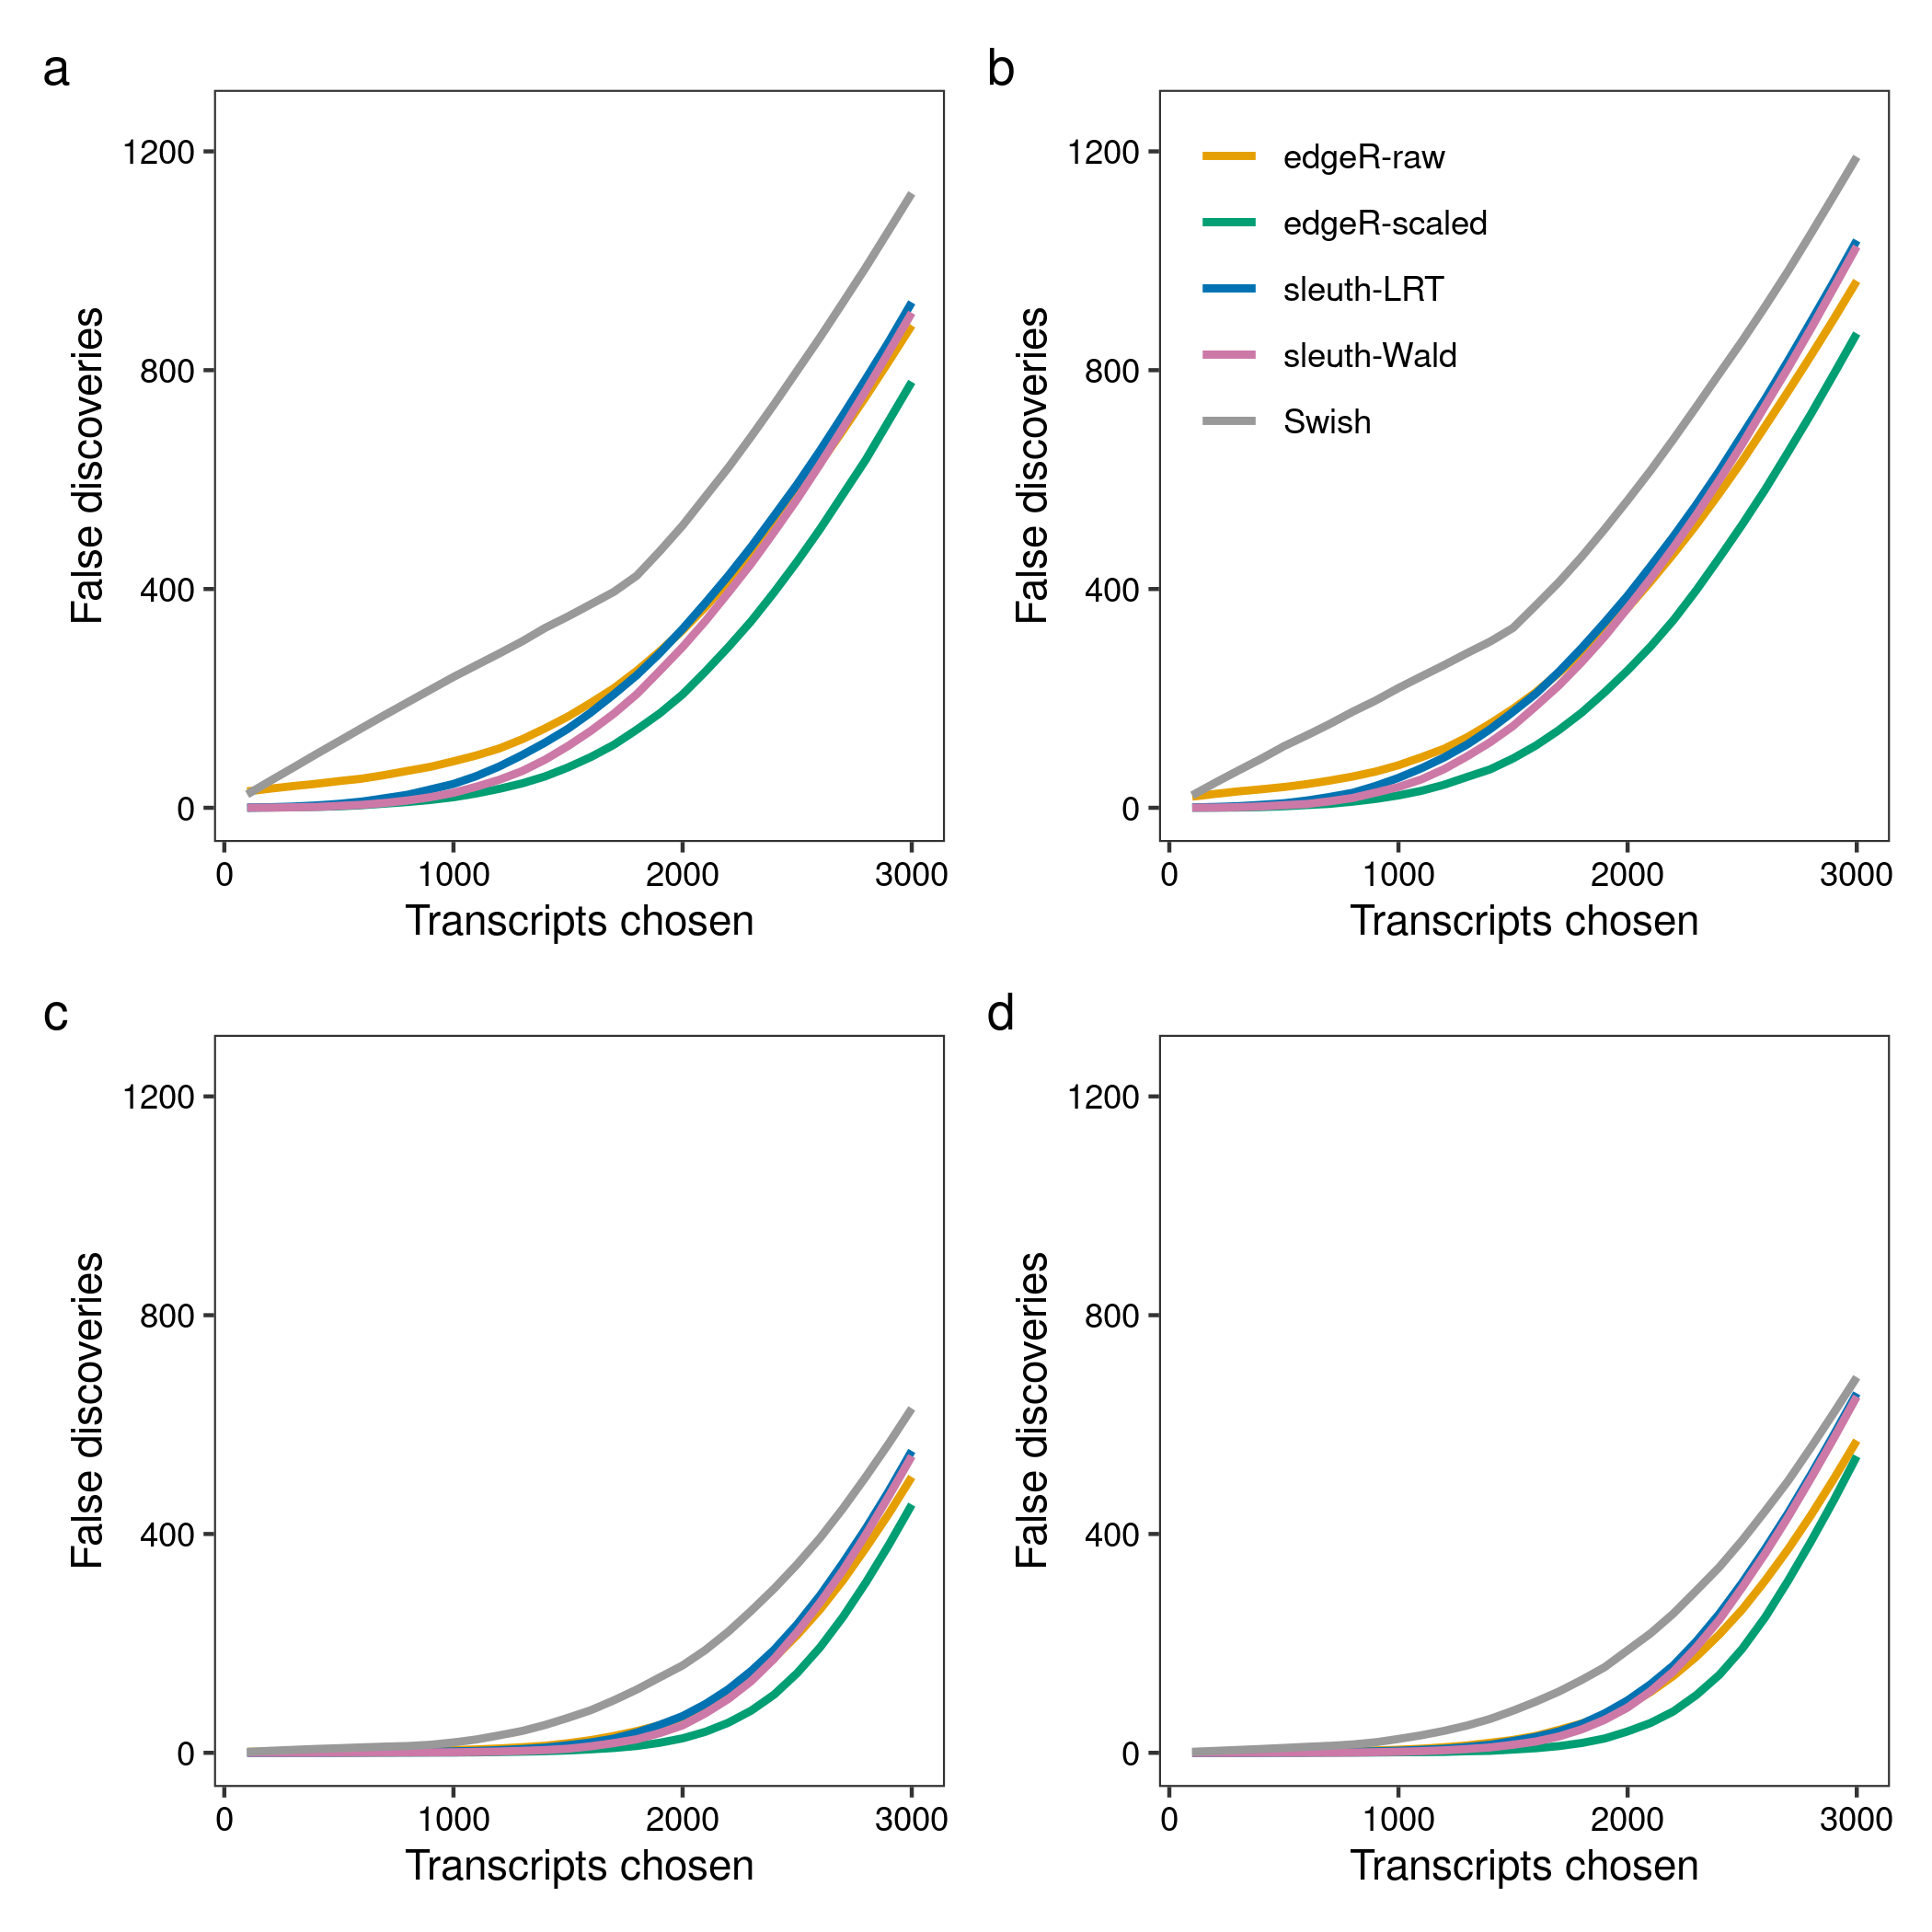 a
1200
800
400
0
False discoveries
0 1000 2000 3000
Transcripts chosen
b
1200
800
400
0
False discoveries
edgeR-raw
edgeR-scaled
sleuth-LRT
sleuth-Wald
Swish
0 1000 2000 3000
Transcripts chosen
c
1200
800
400
0
False discoveries
0 1000 2000 3000
Transcripts chosen
d
1200
800
400
0
False discoveries
0 1000 2000 3000
Transcripts chosen